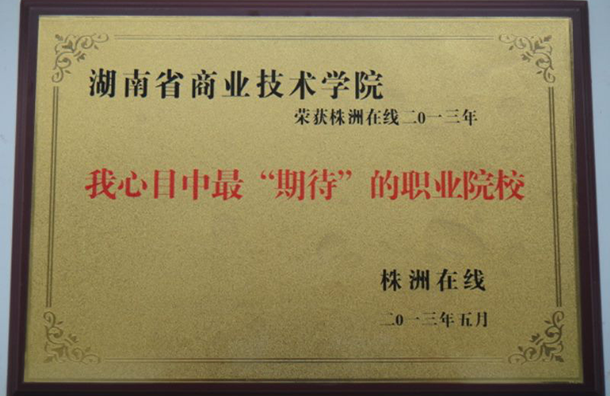 湖南省商业技术学院
荣获株洲在线二0一三年
我心目中最“期待”的职业院校
株洲在线
二0一三年五月